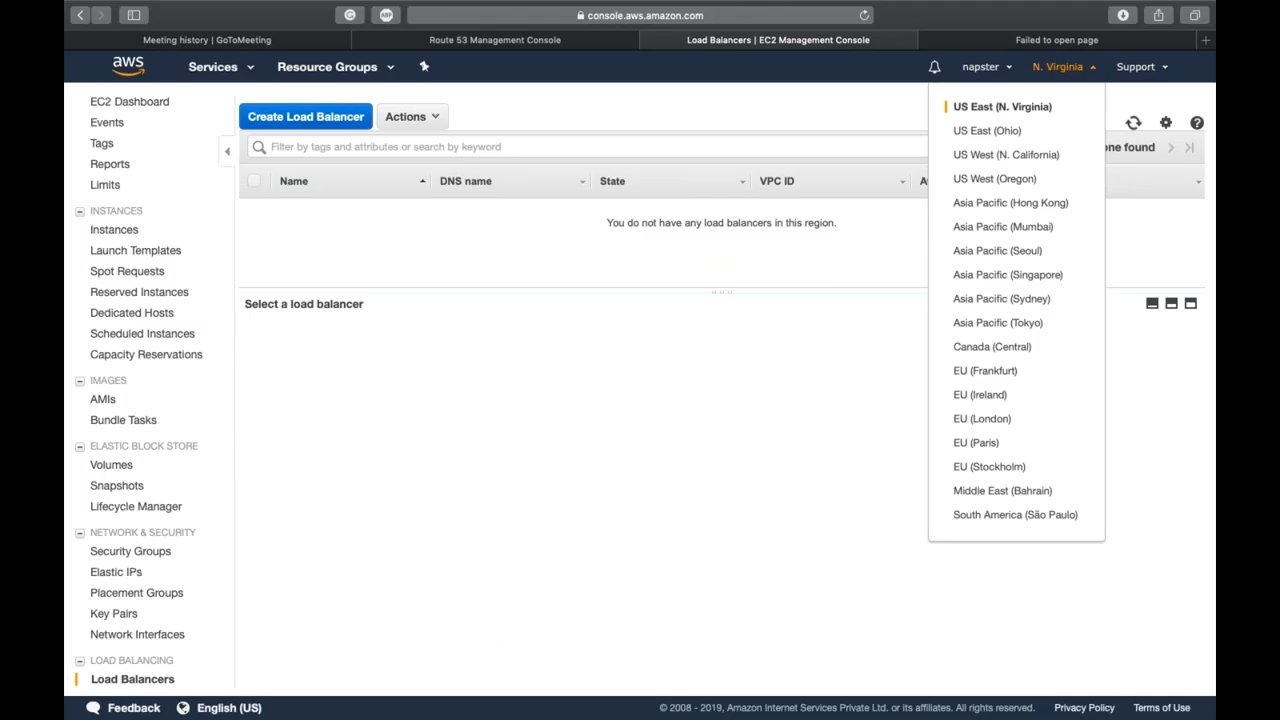 console.aws.amazon.com
Meeting history | GoToMeeting
Route 53 Management Console
Load Balancers | EC2 Management Console
Failed to open page
aws
Services
Resource Groups
napster
N. Virginia
Support
EC2 Dashboard
Events
Tags
Reports
Limits
INSTANCES
Instances
Launch Templates
Spot Requests
Reserved Instances
Dedicated Hosts
Scheduled Instances
Capacity Reservations
IMAGES
AMIs
Bundle Tasks
ELASTIC BLOCK STORE
Volumes
Snapshots
Lifecycle Manager
NETWORK & SECURITY
Security Groups
Elastic IPs
Placement Groups
Key Pairs
Network Interfaces
LOAD BALANCING
Load Balancers
Create Load Balancer
Actions
Filter by tags and attributes or search by keyword
Name
DNS name
State
VPC ID
You do not have any load balancers in this region.
Select a load balancer
found
US East (N. Virginia)
US East (Ohio)
US West (N. California)
US West (Oregon)
Asia Pacific (Hong Kong)
Asia Pacific (Mumbai)
Asia Pacific (Seoul)
Asia Pacific (Singapore)
Asia Pacific (Sydney)
Asia Pacific (Tokyo)
Canada (Central)
EU (Frankfurt)
EU (Ireland)
EU (London)
EU (Paris)
EU (Stockholm)
Middle East (Bahrain)
South America (São Paulo)
Feedback
English (US)
© 2008 - 2019, Amazon Internet Services Private Ltd. or its affiliates. All rights reserved.
Privacy Policy
Terms of Use